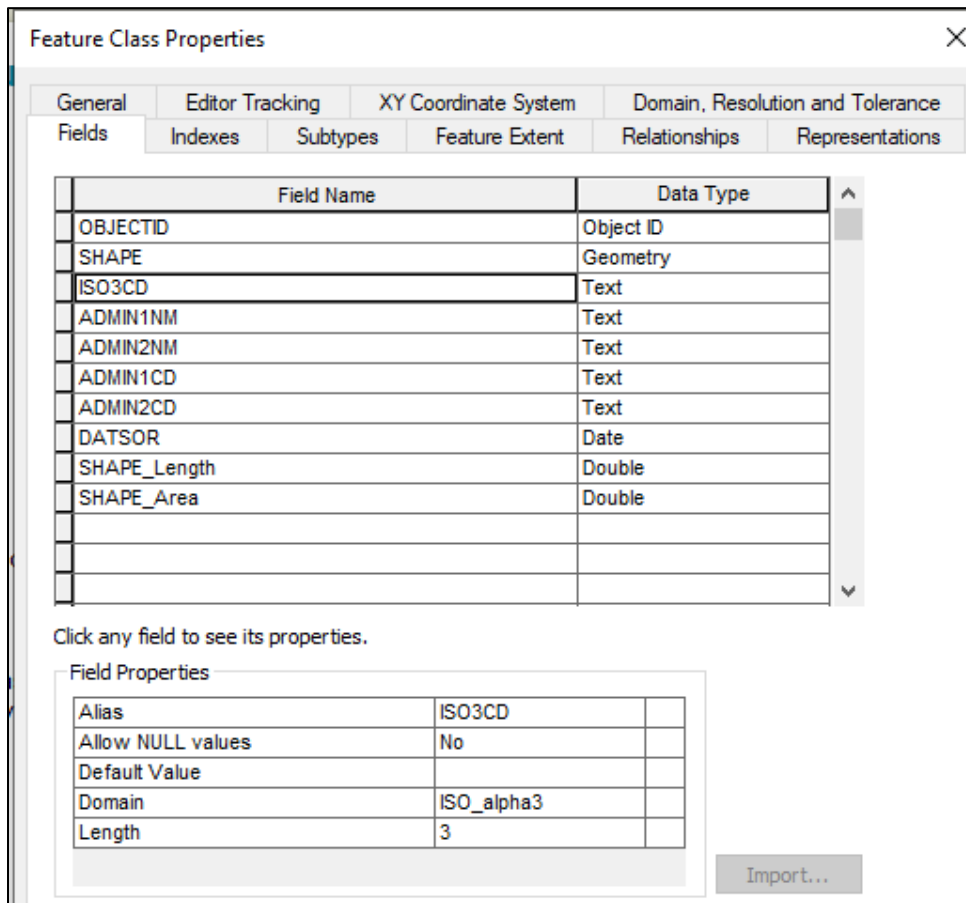 Feature Class Properties
General Editor Tracking XY Coordinate System Domain, Resolution and Tolerance
Fields Indexes Subtypes Feature Extent Relationships Representations
Field Name Data Type
OBJECTID Object ID
SHAPE Geometry
ISO3CD Text
ADMIN1NM Text
ADMIN2NM Text
ADMIN1CD Text
ADMIN2CD Text
DATSOR Date
SHAPE_Length Double
SHAPE_Area Double
Click any field to see its properties.
Field Properties
Alias ISO3CD
Allow NULL values No
Default Value
Domain ISO_alpha3
Length 3
Import...